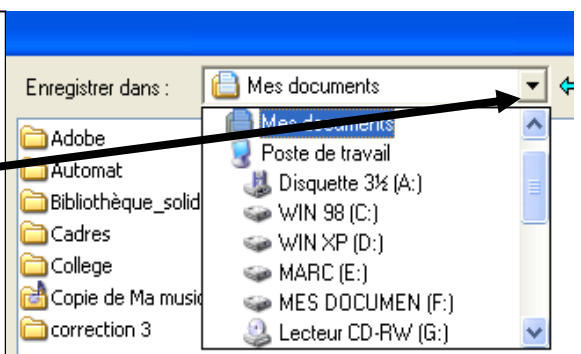 Enregistrer dans :
Mes documents
Mes documents
Poste de travail
Disquette 3½ (A:)
WIN 98 (C:)
WIN XP (D:)
MARC (E:)
MES DOCUMEN (F:)
Lecteur CD-RW (G:)
Adobe
Automat
Bibliothèque_solid
Cadres
College
Copie de Ma music
correction 3